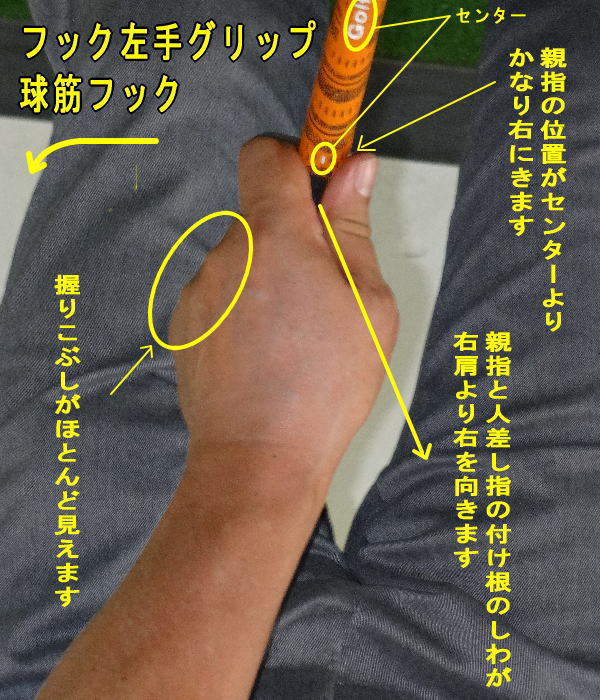 フック左手グリップ
球筋フック
センター
Golf
親指の位置がセンターより
かなり右にきます
親指と人差し指の付け根のしわが
右肩より右を向きます
握りこぶしがほとんど見えます